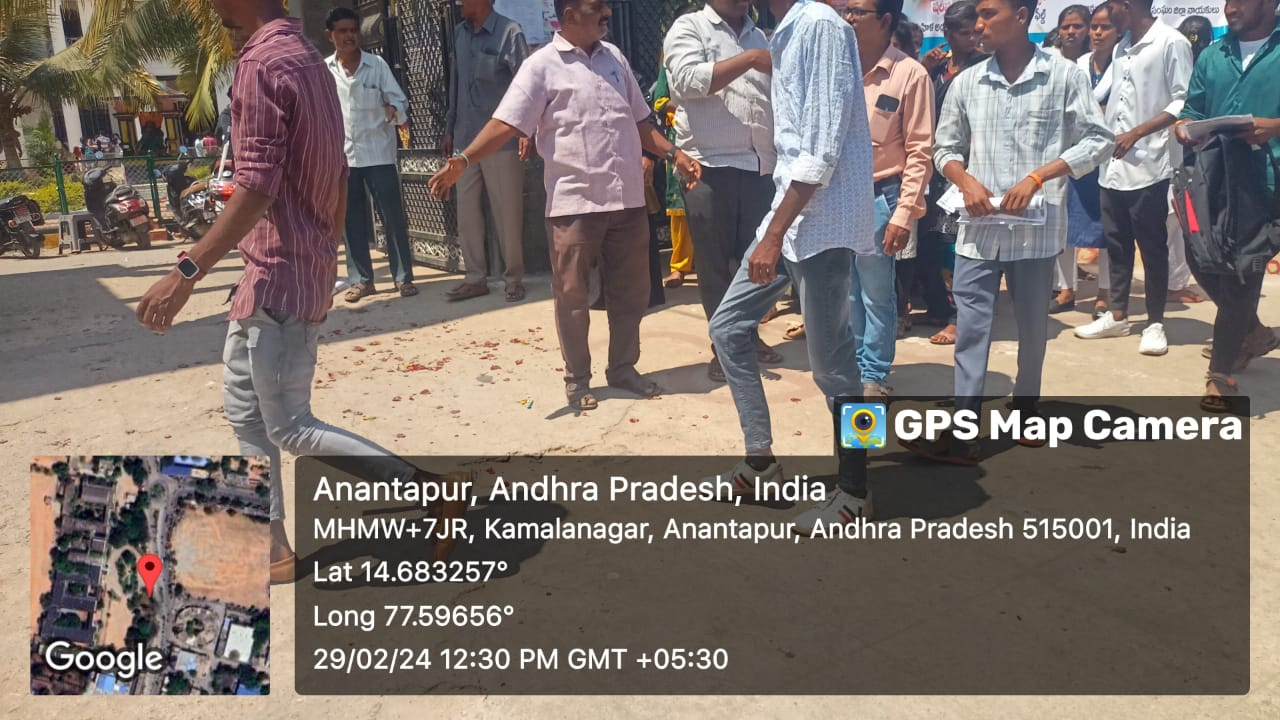 సంఘం జిల్లా నాయకులు
GPS Map Camera
Anantapur, Andhra Pradesh, India
MHMW+7JR, Kamalanagar, Anantapur, Andhra Pradesh 515001, India
Lat 14.683257°
Long 77.59656°
29/02/24 12:30 PM GMT +05:30
Google